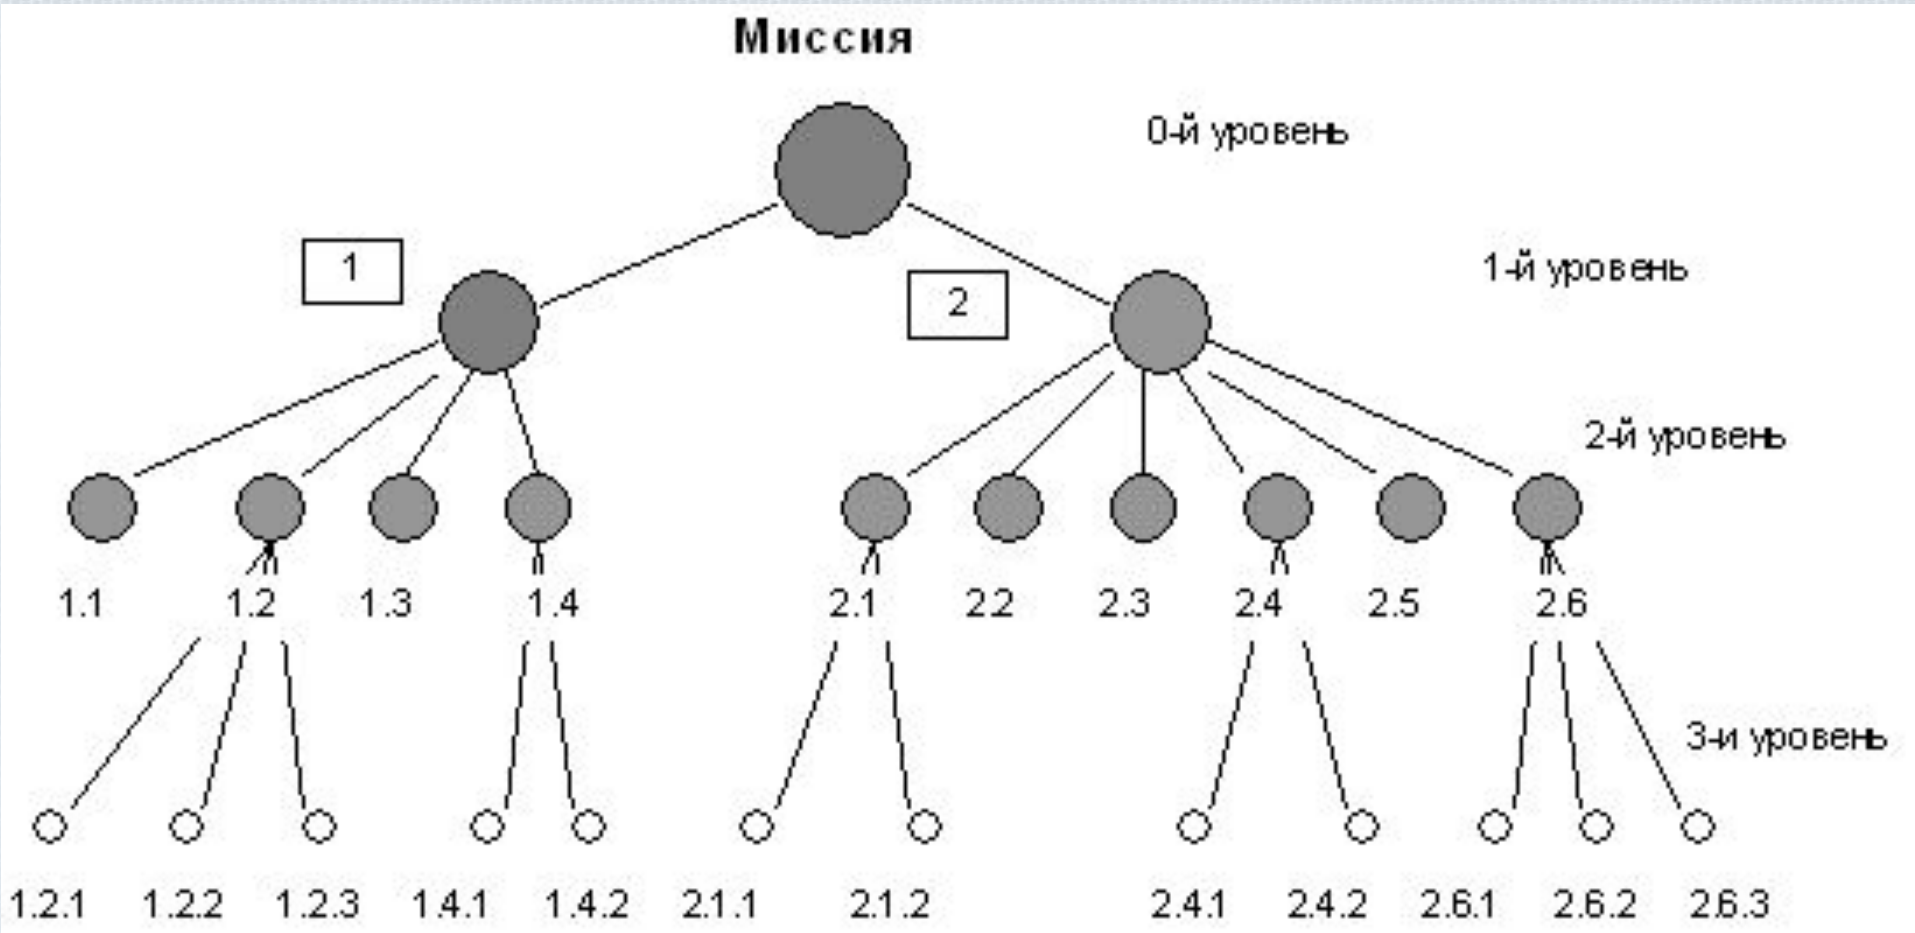 Миссия
0-й уровень
1
1-й уровень
2
2-й уровень
1.1 1.2 1.3 1.4 2.1 2.2 2.3 2.4 2.5 2.6
3-и уровень
1.2.1 1.2.2 1.2.3 1.4.1 1.4.2 2.1.1 2.1.2 2.4.1 2.4.2 2.6.1 2.6.2 2.6.3